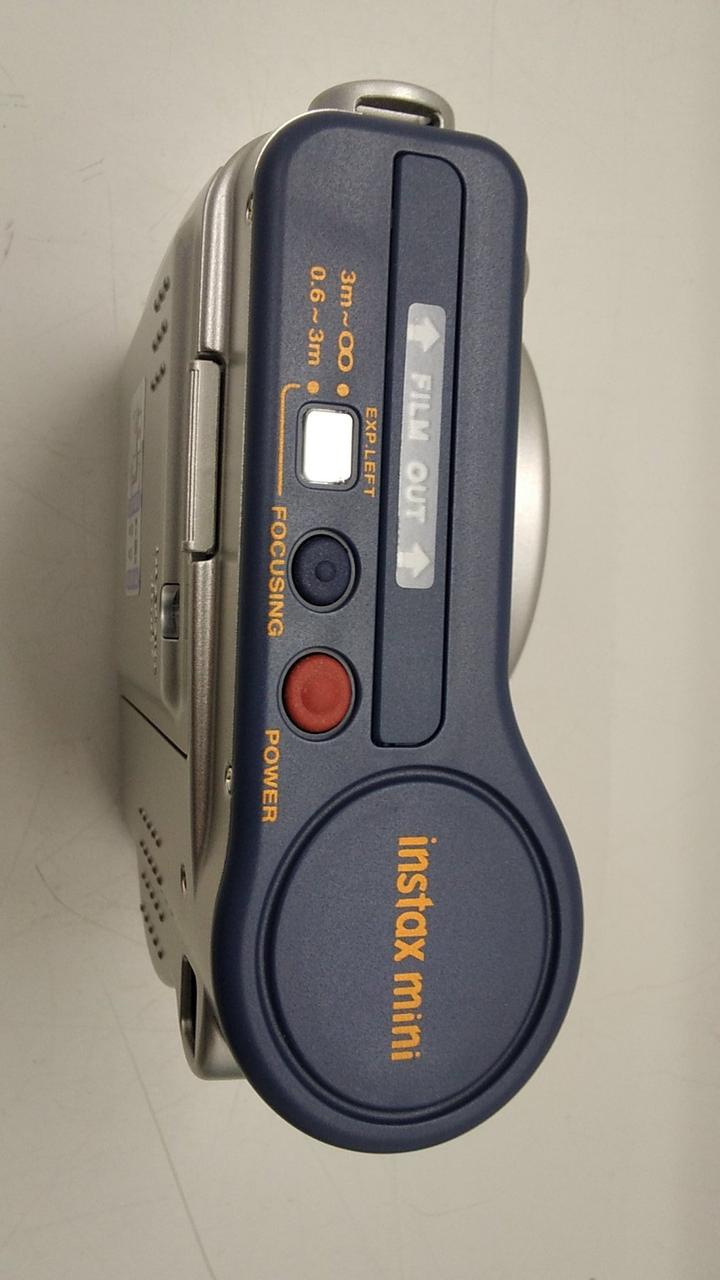 ↑ FILM OUT ↑
3m~∞
0.6~3m
EXP.LEFT
FOCUSING
POWER
instax mini